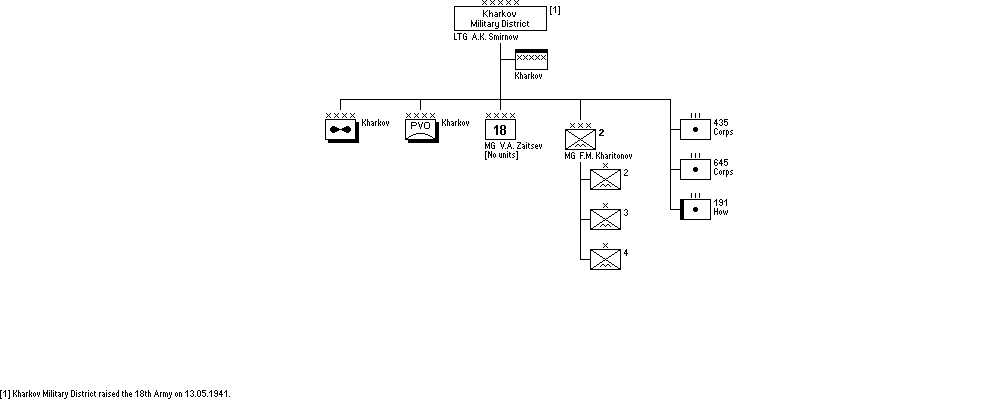 XXXXX
Kharkov
Military District
[1]
LTG A.K. Smirnow
XXXXX
Kharkov
XXXX
Kharkov
XXXX
PVO
Kharkov
XXXX
18
MG V.A. Zaitsev
[No units]
XXX
2
MG F.M. Kharitonov
X
2
X
3
X
4
III
435
Corps
III
645
Corps
III
191
How
[1] Kharkov Military District raised the 18th Army on 13.05.1941.